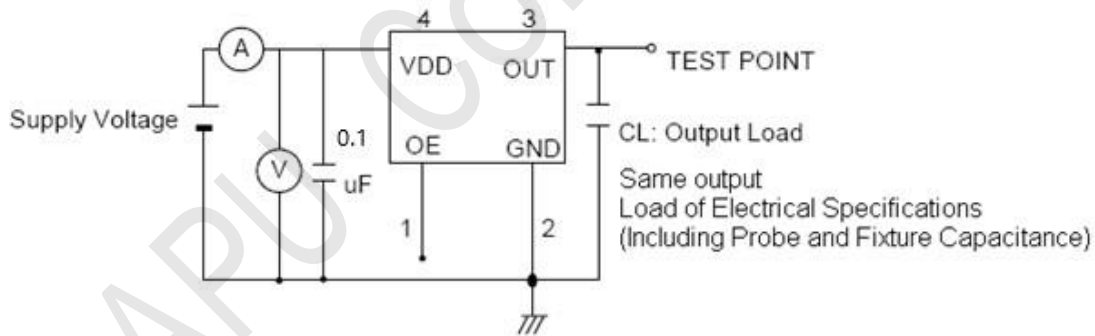 4 3
A
VDD OUT
TEST POINT
Supply Voltage
0.1
uF
V
OE GND
CL: Output Load
Same output
Load of Electrical Specifications
(Including Probe and Fixture Capacitance)
1 2